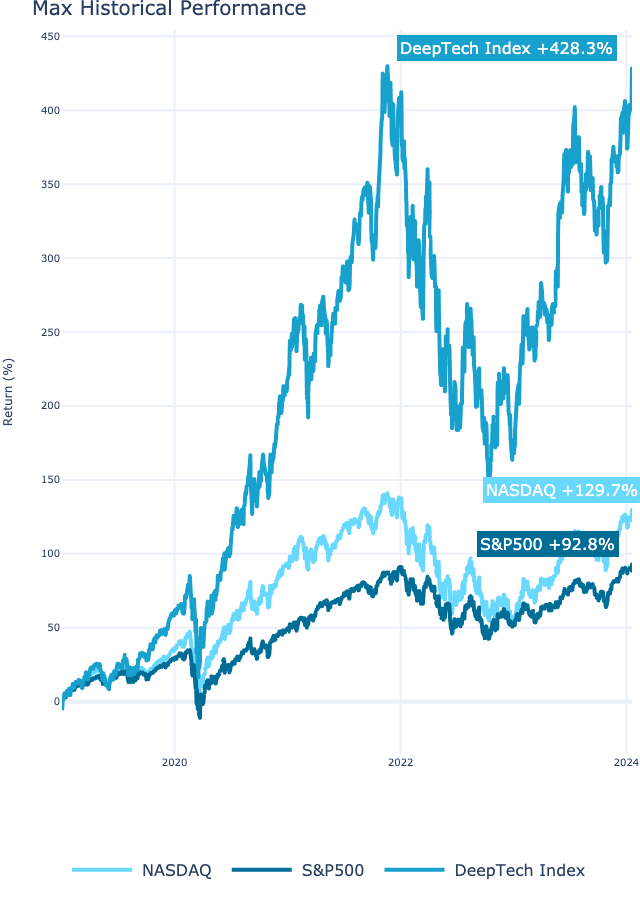 Max Historical Performance
450
DeepTech Index +428.3%
400
350
300
250
Return (%)
200
150
NASDAQ +129.7%
S&P500 +92.8%
100
50
0
2020
2022
2024
NASDAQ
S&P500
DeepTech Index